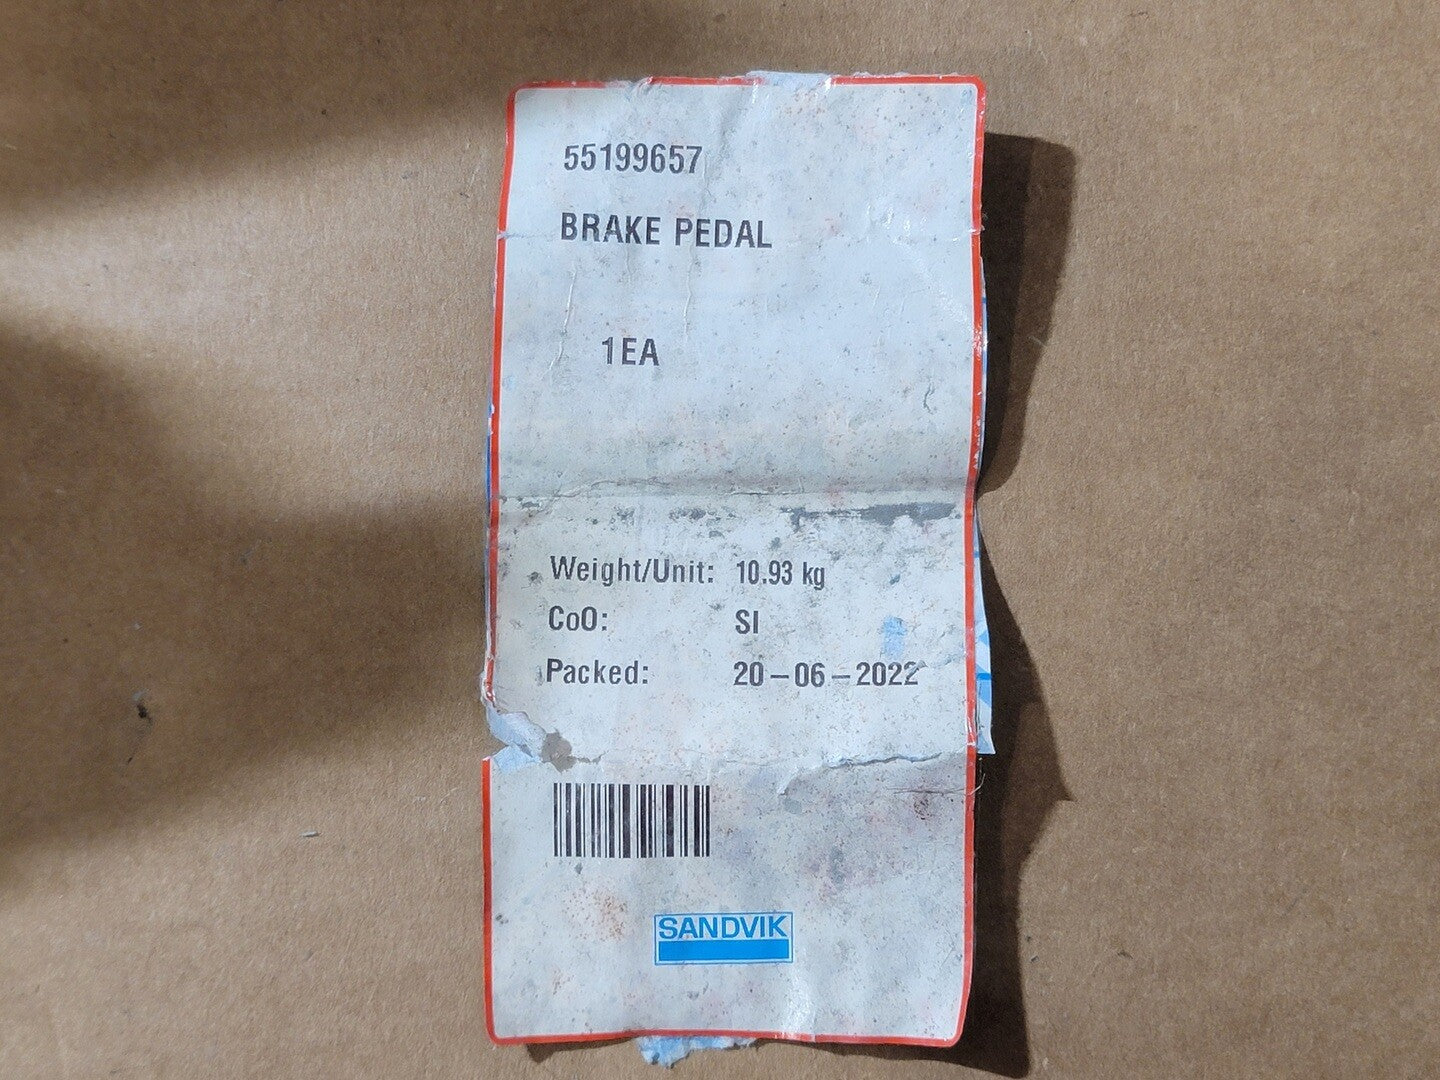 55199657
BRAKE PEDAL
1EA
Weight/Unit: 10.93 kg
CoO: SI
Packed: 20-06-2022
SANDVIK